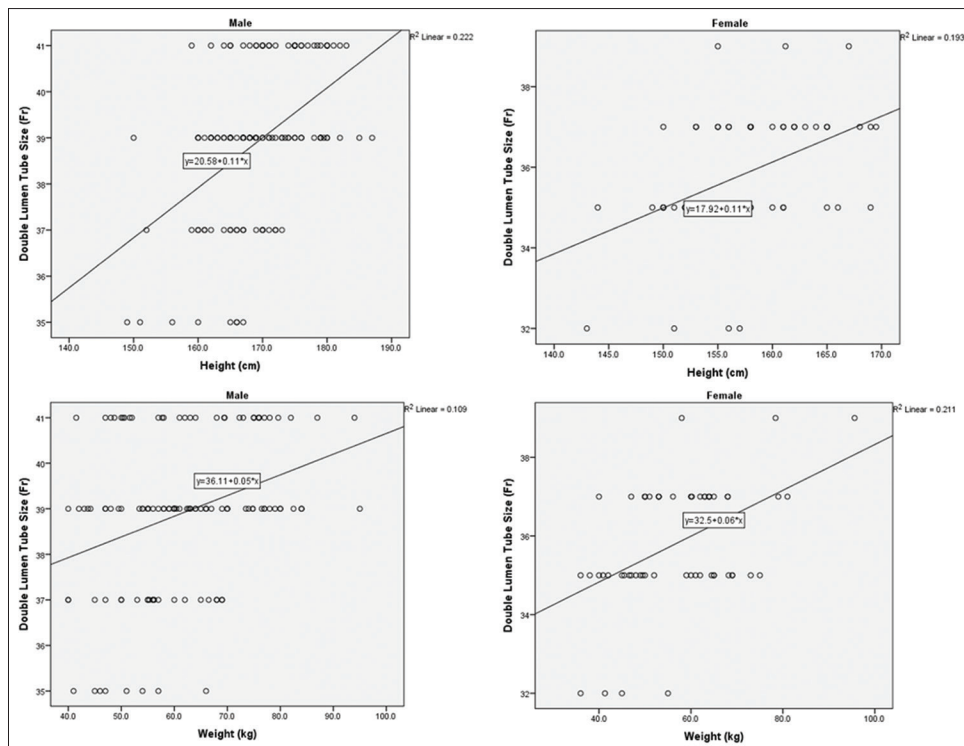 Male
R² Linear = 0.222
Double Lumen Tube Size (Fr)
41
40
39
38
37
36
35
y=20.58+0.11*x
140.0 150.0 160.0 170.0 180.0 190.0
Height (cm)
Female
R² Linear = 0.193
Double Lumen Tube Size (Fr)
38
36
34
32
y=17.92+0.11*x
140.0 145.0 150.0 155.0 160.0 165.0 170.0
Height (cm)
Male
R² Linear = 0.109
Double Lumen Tube Size (Fr)
41
40
39
38
37
36
35
y=36.11+0.05*x
40.0 50.0 60.0 70.0 80.0 90.0 100.0
Weight (kg)
Female
R² Linear = 0.211
Double Lumen Tube Size (Fr)
38
36
34
32
y=32.5+0.06*x
40.0 60.0 80.0 100.0
Weight (kg)